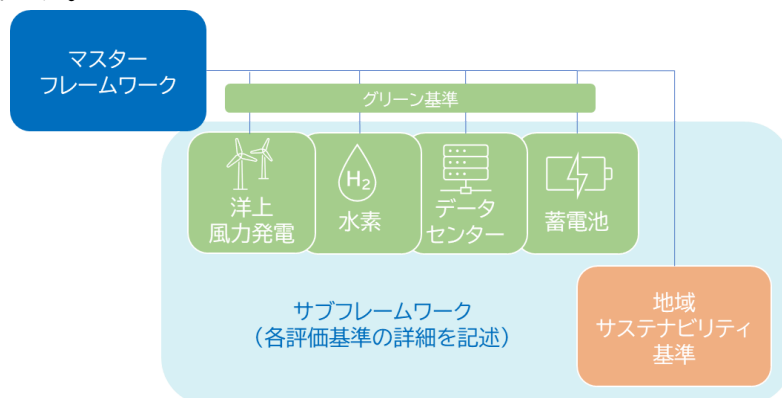 マスター
フレームワーク
グリーン基準
洋上
風力発電
H₂
水素
データ
センター
蓄電池
サブフレームワーク
（各評価基準の詳細を記述）
地域
サステナビリティ
基準